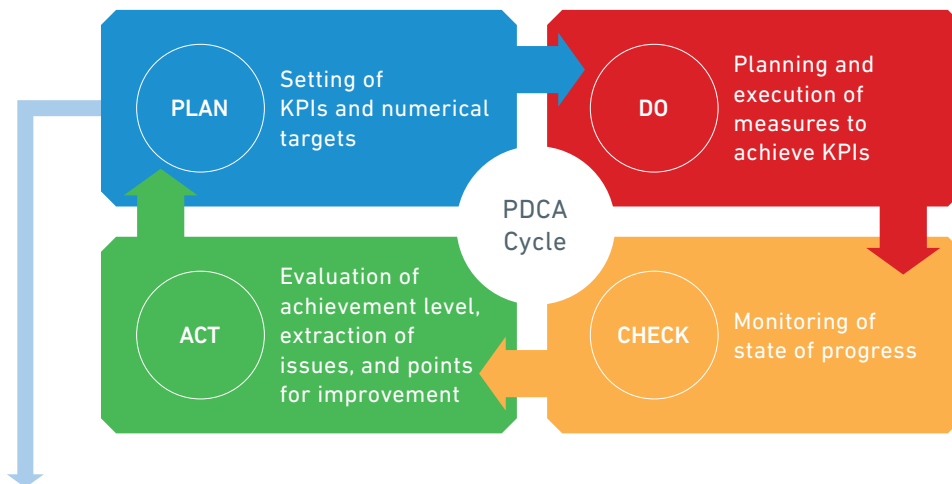 PLAN
Setting of
KPIs and numerical
targets
DO
Planning and
execution of
measures to
achieve KPIs
PDCA
Cycle
ACT
Evaluation of
achievement level,
extraction of
issues, and points
for improvement
CHECK
Monitoring of
state of progress